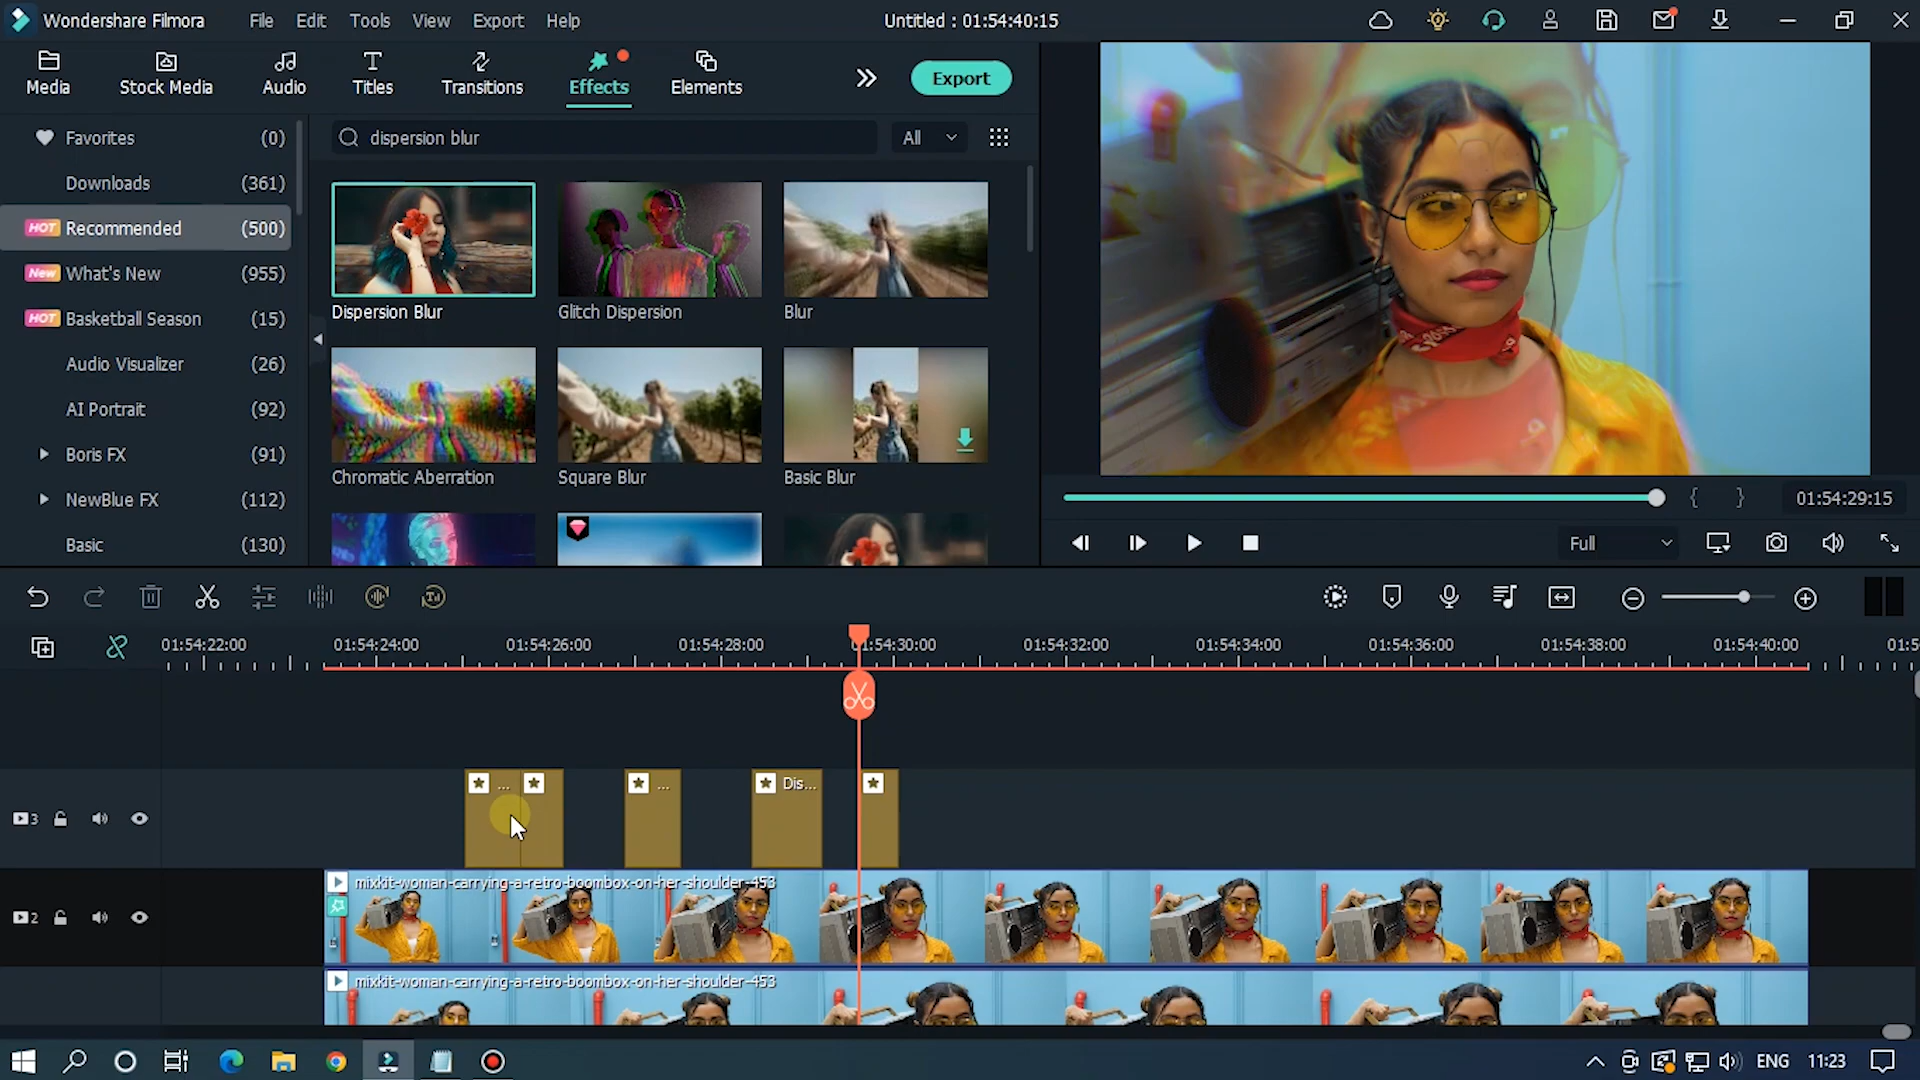 Wondershare Filmora File Edit Tools View Export Help Untitled : 01:54:40:15
Media Stock Media Audio Titles Transitions Effects Elements Export
Favorites (0)
Downloads (361)
HOT Recommended (500)
New What's New (955)
HOT Basketball Season (15)
Audio Visualizer (26)
AI Portrait (92)
Boris FX (91)
NewBlue FX (112)
Basic (130)
dispersion blur All
Dispersion Blur Glitch Dispersion Blur
Chromatic Aberration Square Blur Basic Blur
{ } 01:54:29:15
Full
01:54:22:00 01:54:24:00 01:54:26:00 01:54:28:00 01:54:30:00 01:54:32:00 01:54:34:00 01:54:36:00 01:54:38:00 01:54:40:00 01:5
... ... Dis...
3
mixkit-woman-carrying-a-retro-boombox-on-her-shoulder-453
2
mixkit-woman-carrying-a-retro-boombox-on-her-shoulder-453
ENG 11:23